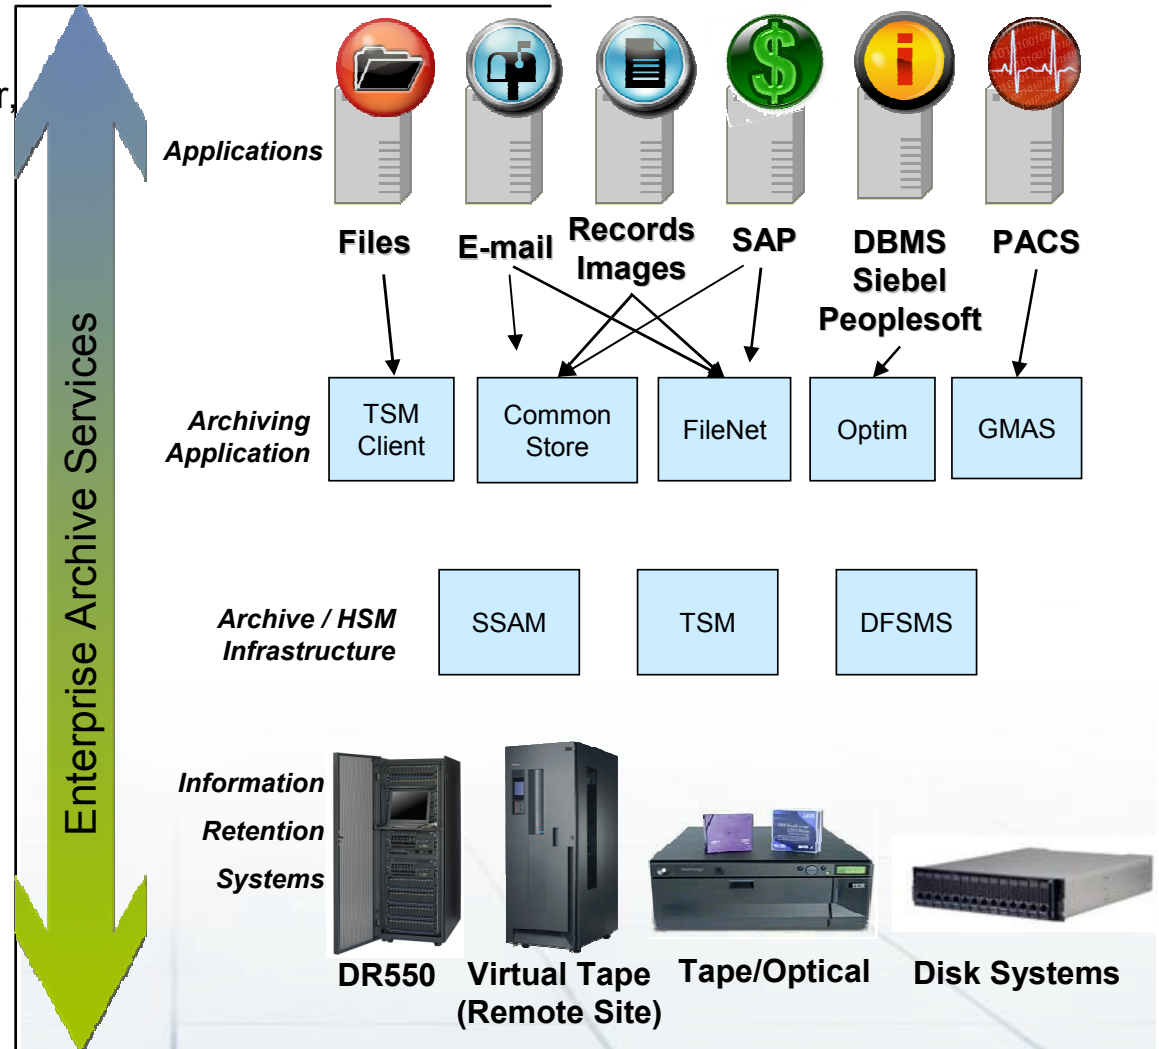 r,
Applications
Files
E-mail
Records
Images
SAP
DBMS
Siebel
Peoplesoft
PACS
Enterprise Archive Services
Archiving
Application
TSM
Client
Common
Store
FileNet
Optim
GMAS
Archive / HSM
Infrastructure
SSAM
TSM
DFSMS
Information
Retention
Systems
DR550
Virtual Tape
(Remote Site)
Tape/Optical
Disk Systems